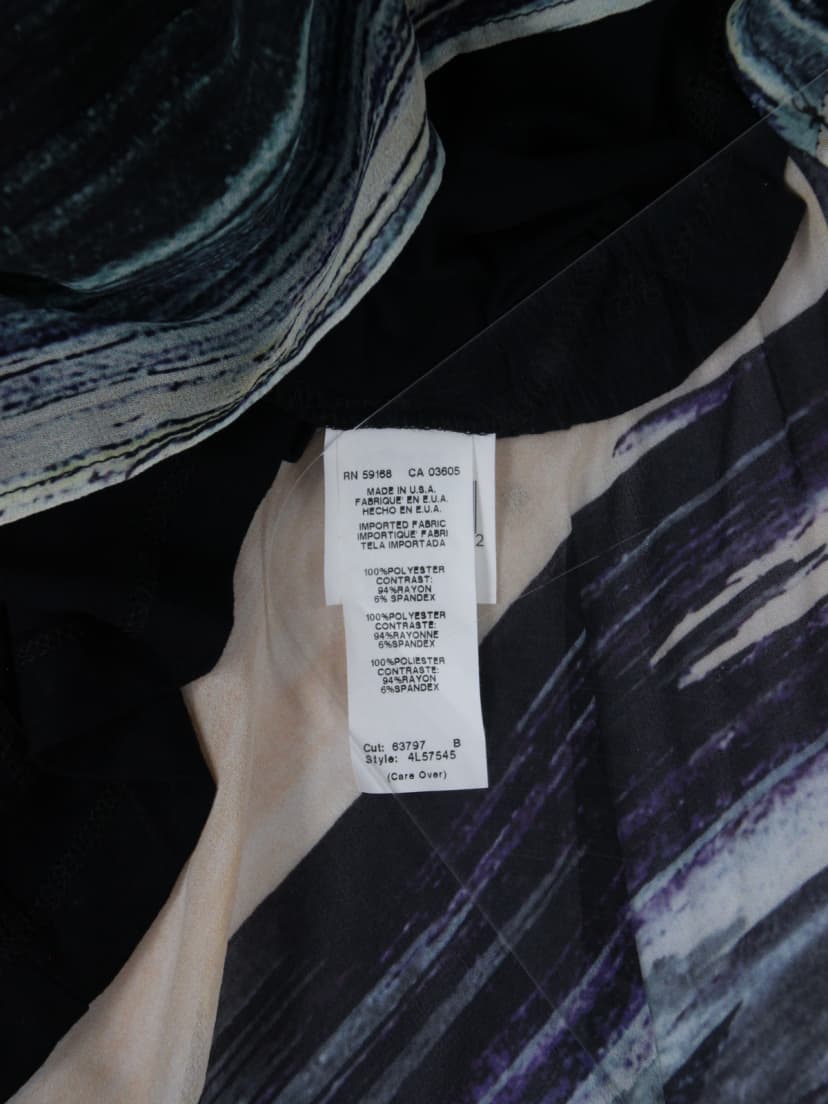 RN 59168 CA 03605
MADE IN U.S.A.
FABRIQUE' EN E.U.A.
HECHO EN E.U.A.
IMPORTED FABRIC
IMPORTIQUE' FABRI
TELA IMPORTADA
100%POLYESTER
CONTRAST:
94%RAYON
6% SPANDEX
100%POLYESTER
CONTRASTE:
94%RAYONNE
6%SPANDEX
100%POLIESTER
CONTRASTE:
94%RAYON
6%SPANDEX
Cut: 63797 B
Style: 4L57545
(Care Over)
2